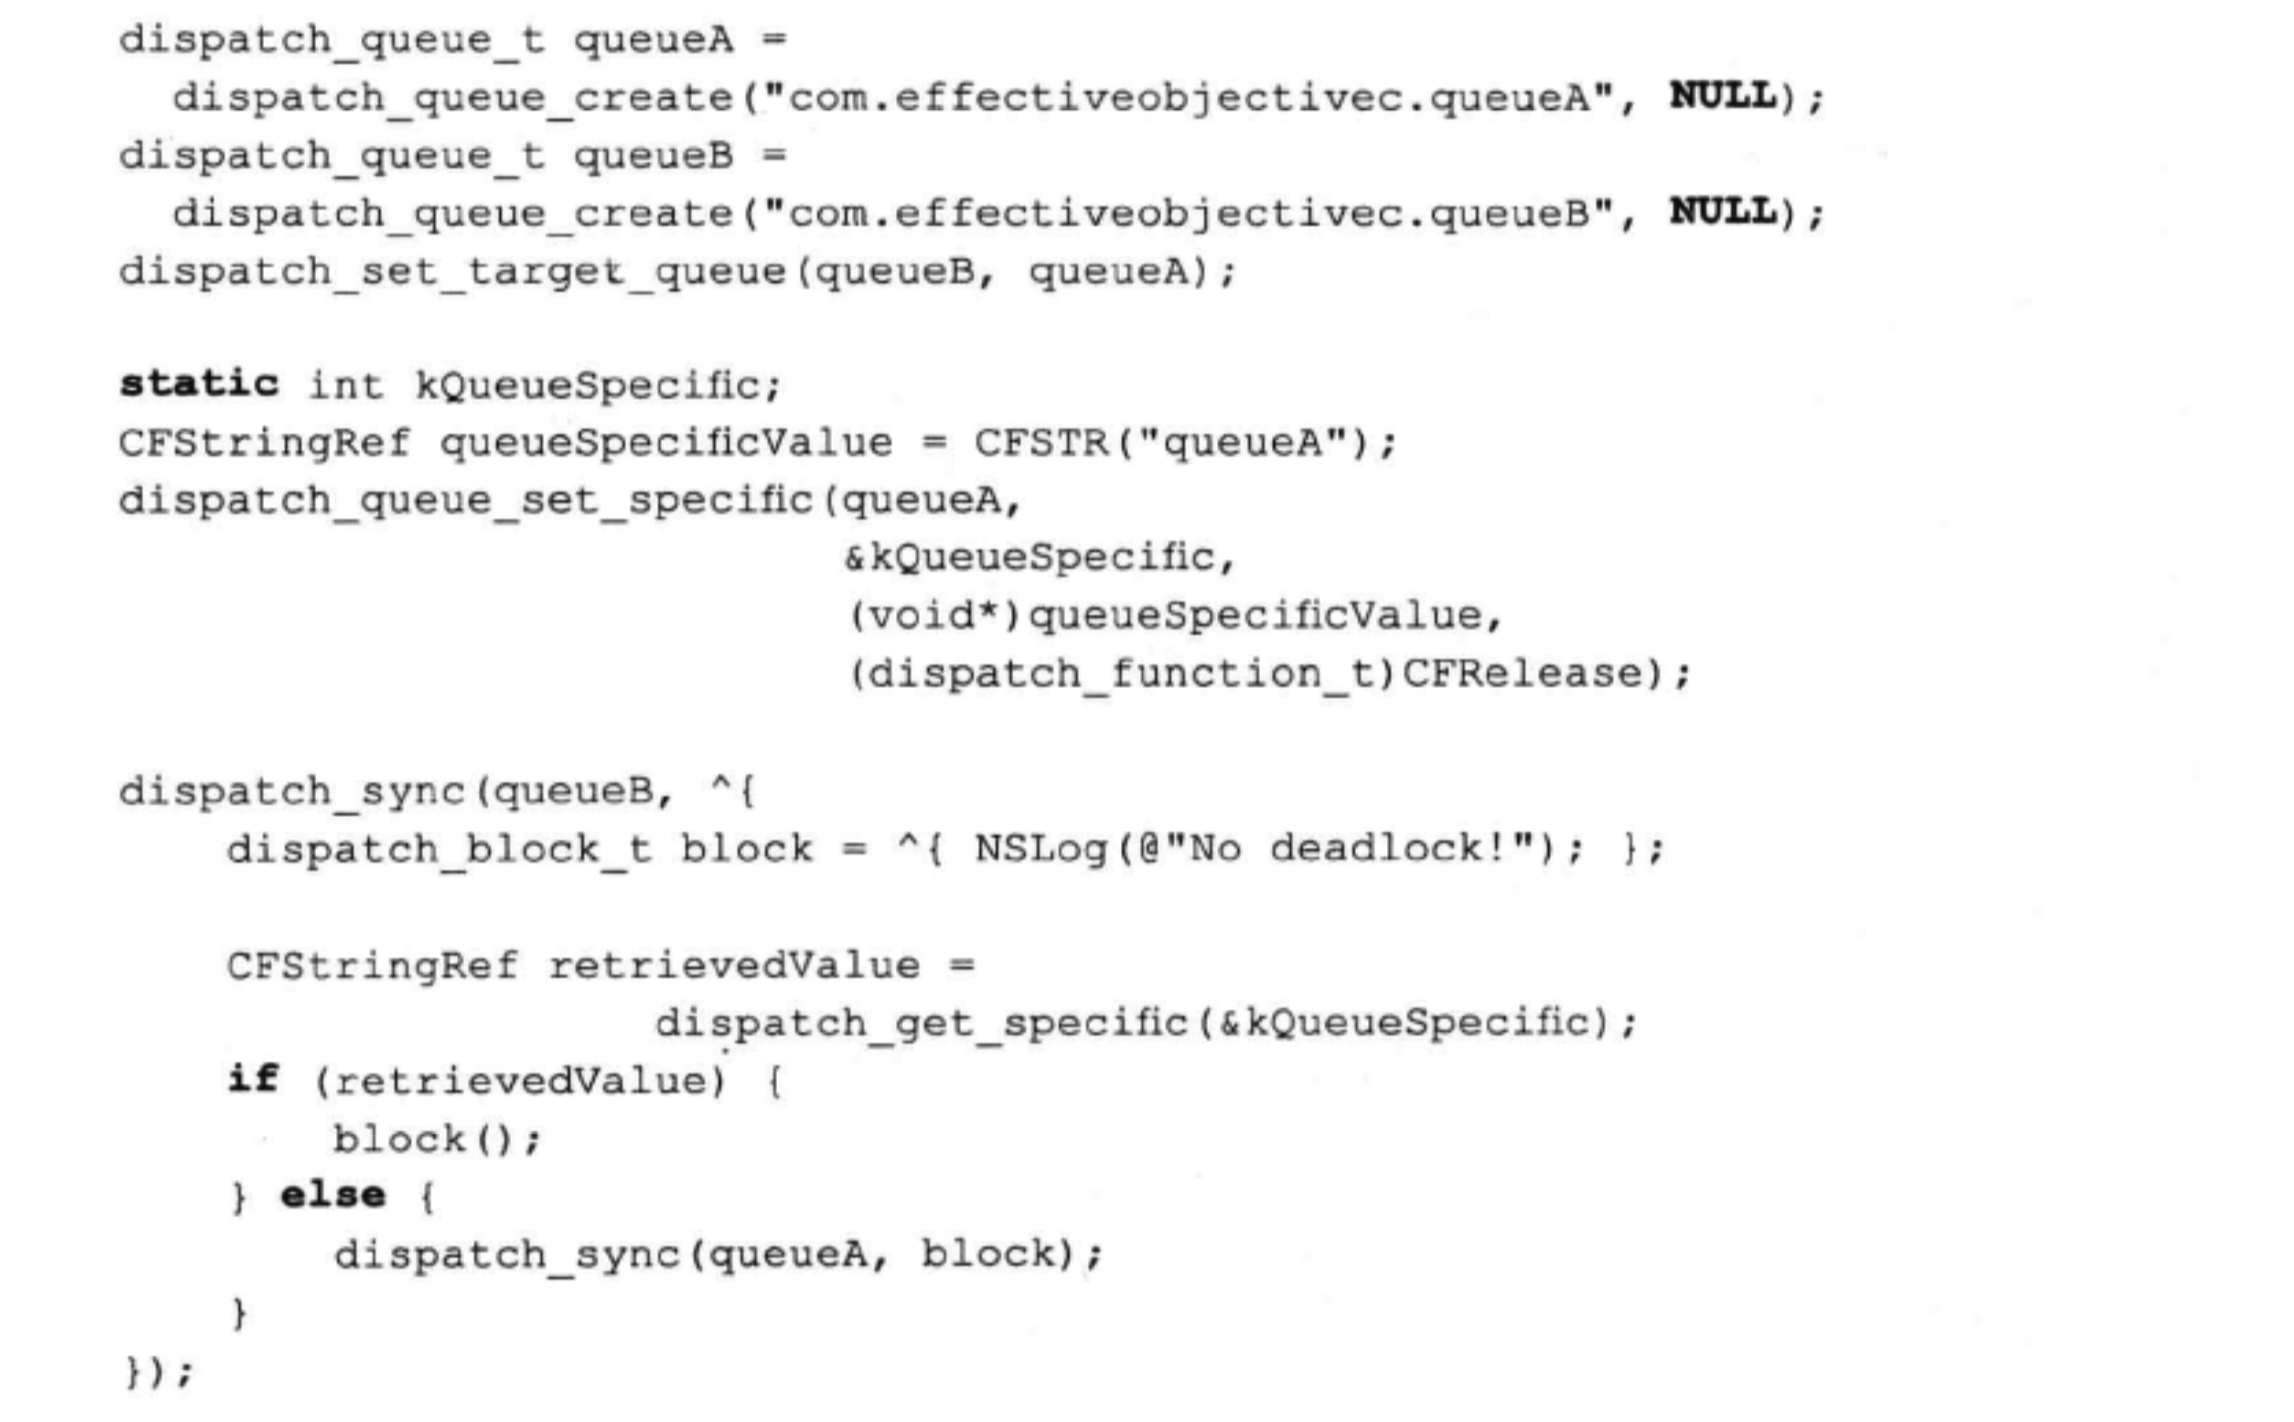 dispatch_queue_t queueA =
  dispatch_queue_create("com.effectiveobjectivec.queueA", NULL);
dispatch_queue_t queueB =
  dispatch_queue_create("com.effectiveobjectivec.queueB", NULL);
dispatch_set_target_queue(queueB, queueA);

static int kQueueSpecific;
CFStringRef queueSpecificValue = CFSTR("queueA");
dispatch_queue_set_specific(queueA,
                           &kQueueSpecific,
                           (void*)queueSpecificValue,
                           (dispatch_function_t)CFRelease);

dispatch_sync(queueB, ^{
    dispatch_block_t block = ^{ NSLog(@"No deadlock!"); };

    CFStringRef retrievedValue =
                    dispatch_get_specific(&kQueueSpecific);
    if (retrievedValue) {
        block();
    } else {
        dispatch_sync(queueA, block);
    }
});